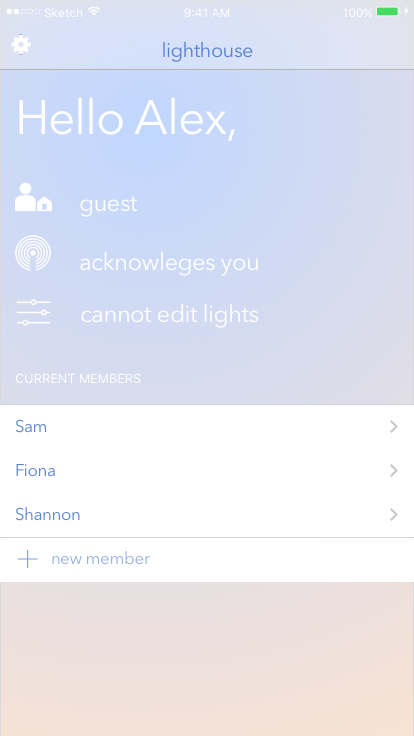 Sketch 9:41 AM 100%
lighthouse
Hello Alex,
guest
acknowleges you
cannot edit lights
CURRENT MEMBERS
Sam
Fiona
Shannon
new member